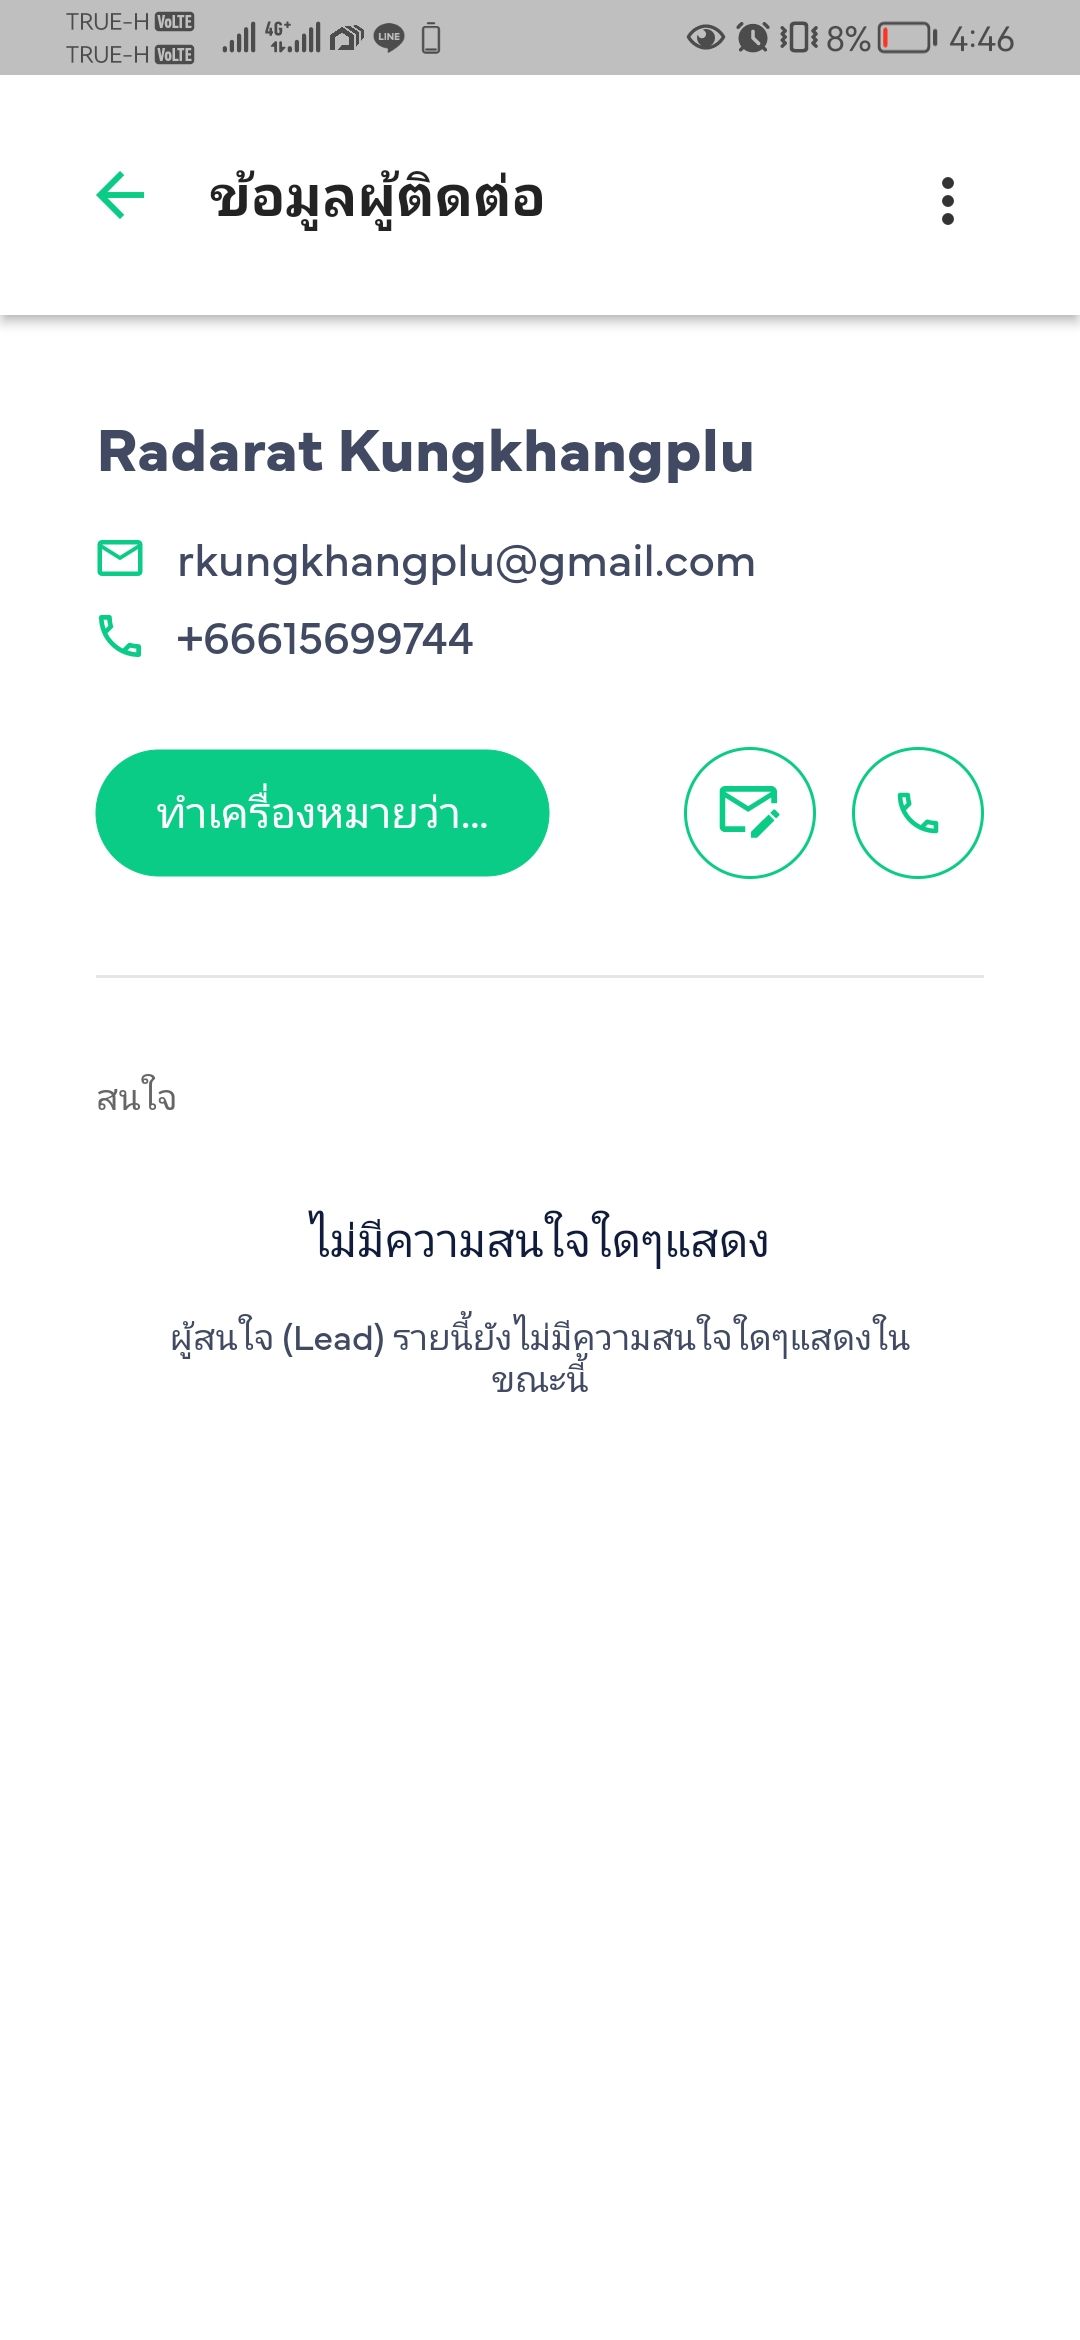 TRUE-H VoLTE
TRUE-H VoLTE
4G+
LINE
8%
4:46
ข้อมูลผู้ติดต่อ
Radarat Kungkhangplu
rkungkhangplu@gmail.com
+66615699744
ทำเครื่องหมายว่า...
สนใจ
ไม่มีความสนใจใดๆแสดง
ผู้สนใจ (Lead) รายนี้ยังไม่มีความสนใจใดๆแสดงใน
ขณะนี้